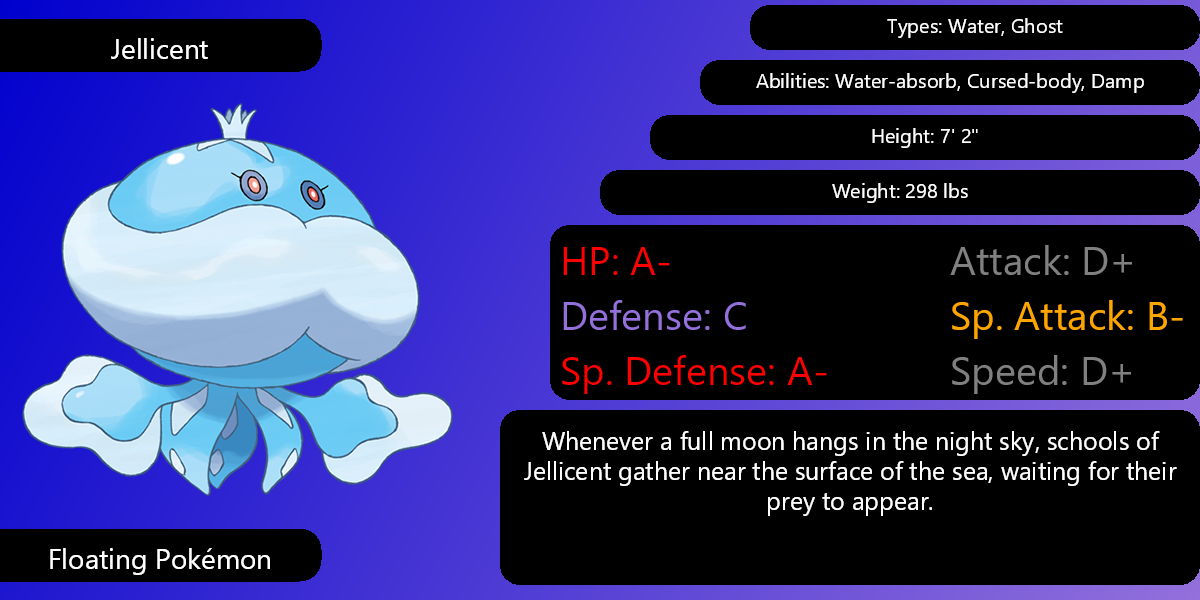 Jellicent
Types: Water, Ghost
Abilities: Water-absorb, Cursed-body, Damp
Height: 7' 2"
Weight: 298 lbs
HP: A-
Attack: D+
Defense: C
Sp. Attack: B-
Sp. Defense: A-
Speed: D+
Whenever a full moon hangs in the night sky, schools of
Jellicent gather near the surface of the sea, waiting for their
prey to appear.
Floating Pokémon